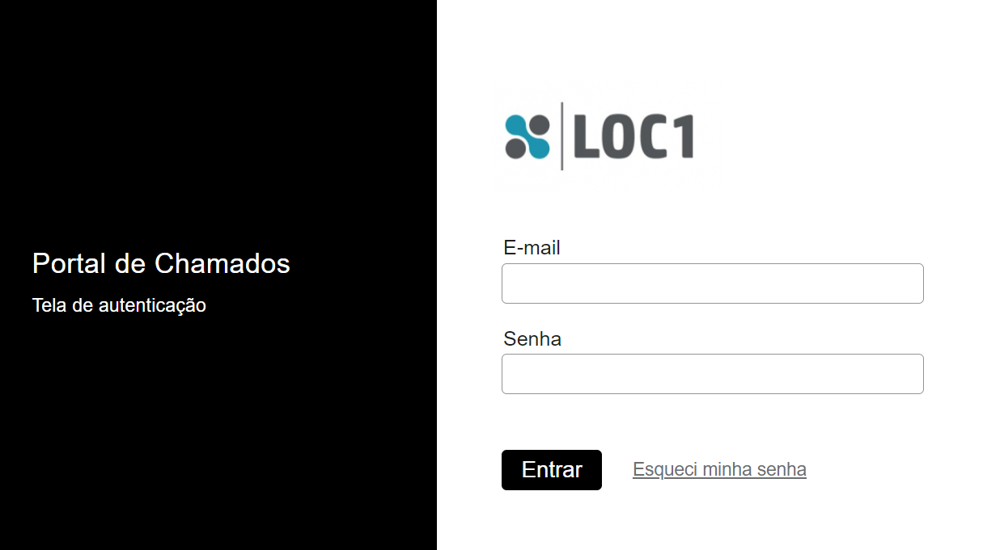 Portal de Chamados
Tela de autenticação
LOC1
E-mail
Senha
Entrar
Esqueci minha senha